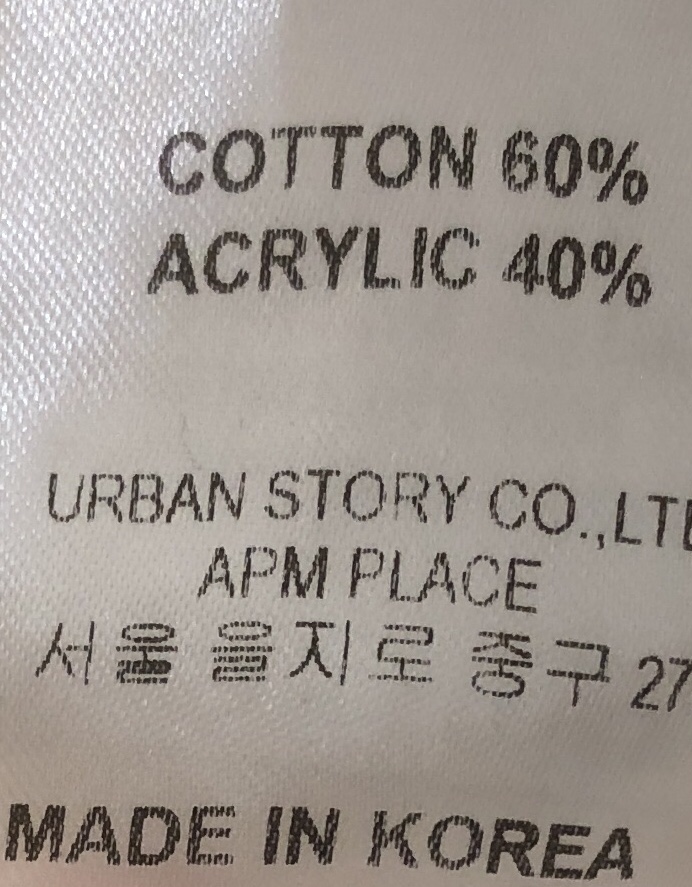 COTTON 60%
ACRYLIC 40%
URBAN STORY CO.,LT
APM PLACE
서울 을지로 중구 27
MADE IN KOREA